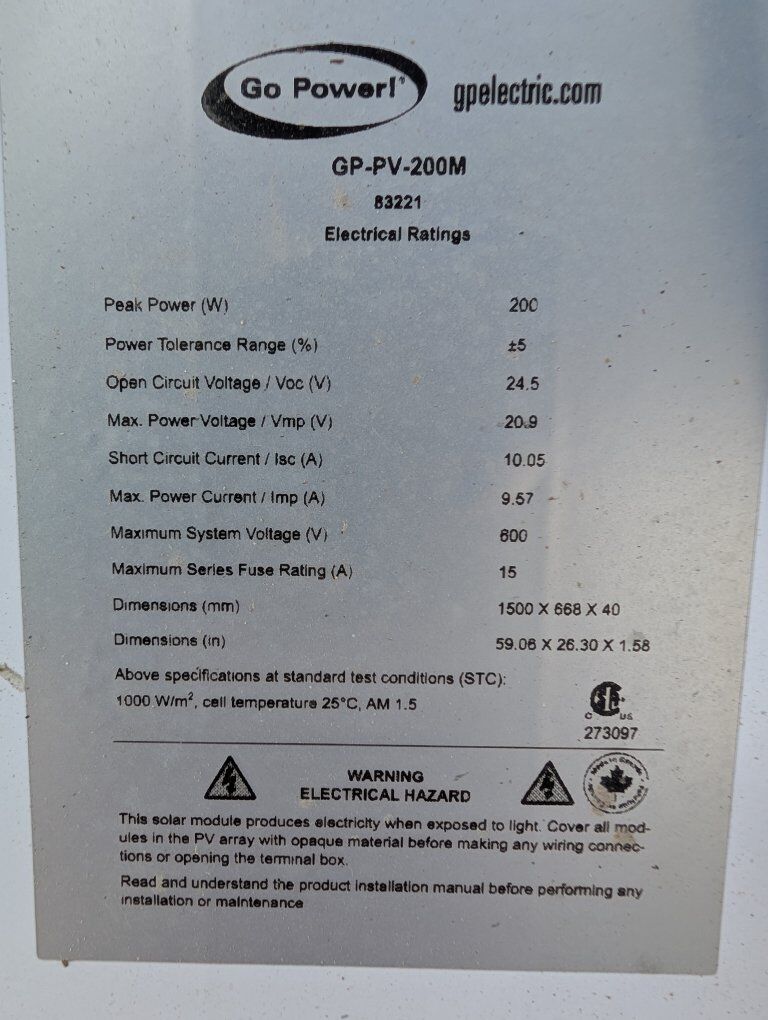 Go Power!
gpelectric.com
GP-PV-200M
83221
Electrical Ratings
Peak Power (W) 200
Power Tolerance Range (%) ±5
Open Circuit Voltage / Voc (V) 24.5
Max. Power Voltage / Vmp (V) 20.9
Short Circuit Current / Isc (A) 10.05
Max. Power Current / Imp (A) 9.57
Maximum System Voltage (V) 600
Maximum Series Fuse Rating (A) 15
Dimensions (mm) 1500 X 668 X 40
Dimensions (in) 59.06 X 26.30 X 1.58
Above specifications at standard test conditions (STC):
1000 W/m², cell temperature 25°C, AM 1.5
C US
273097
WARNING
ELECTRICAL HAZARD
This solar module produces electricity when exposed to light. Cover all mod-
ules in the PV array with opaque material before making any wiring connec-
tions or opening the terminal box.
Read and understand the product installation manual before performing any
installation or maintenance